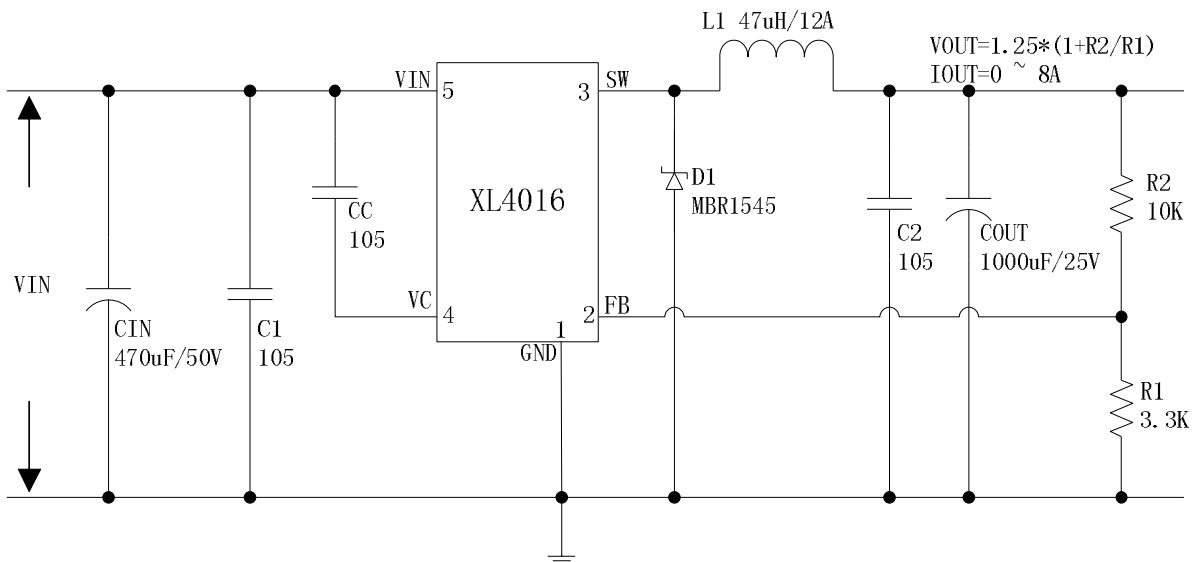 L1 47uH/12A
VOUT=1.25*(1+R2/R1)
IOUT=0 ~ 8A
VIN
5
3
SW
XL4016
D1
MBR1545
R2
10K
CC
105
C2
105
COUT
1000uF/25V
VIN
VC
4
2
FB
1
GND
CIN
470uF/50V
C1
105
R1
3.3K